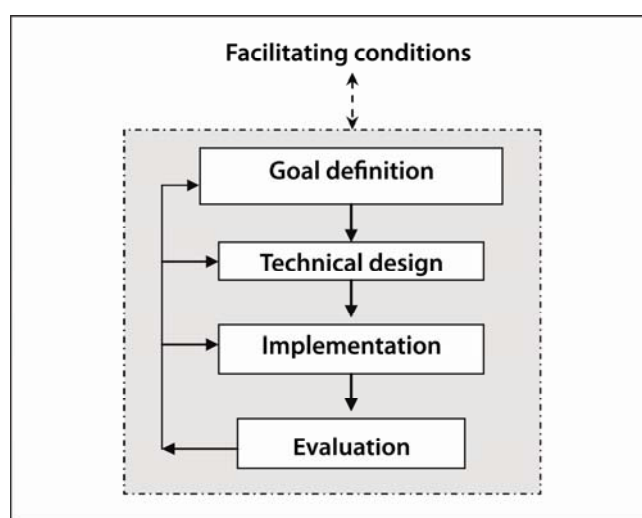 Facilitating conditions
Goal definition
Technical design
Implementation
Evaluation